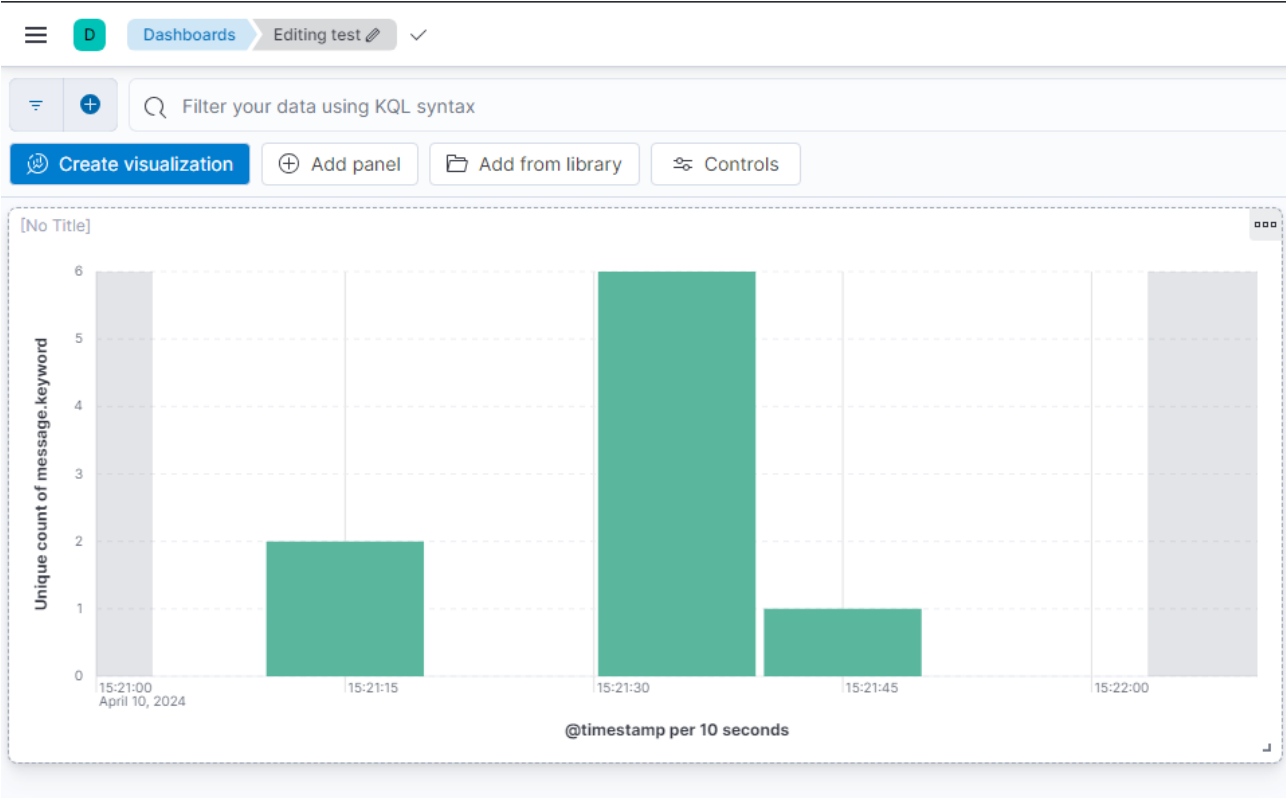 D Dashboards Editing test
Filter your data using KQL syntax
Create visualization Add panel Add from library Controls
[No Title]
Unique count of message.keyword
6
5
4
3
2
1
0
15:21:00 15:21:15 15:21:30 15:21:45 15:22:00
April 10, 2024
@timestamp per 10 seconds